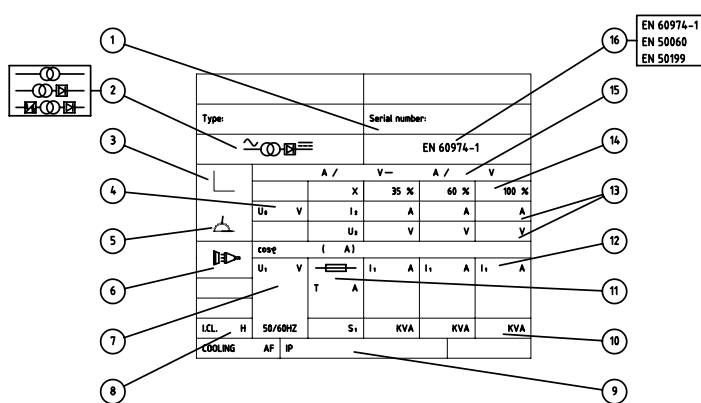 1
16
EN 60974-1
EN 50060
EN 50199
2
15
Type:
Serial number:
EN 60974-1
3
14
A / V— A / V
X 35 % 60 % 100 %
4
13
U₀ V I₂ A A A
U₂ V V V
5
12
cosφ ( A)
U₁ V I₁ A I₁ A I₁ A
6
11
T A
7
10
I.CL. H 50/60HZ S₁ KVA KVA KVA
COOLING AF IP
8
9